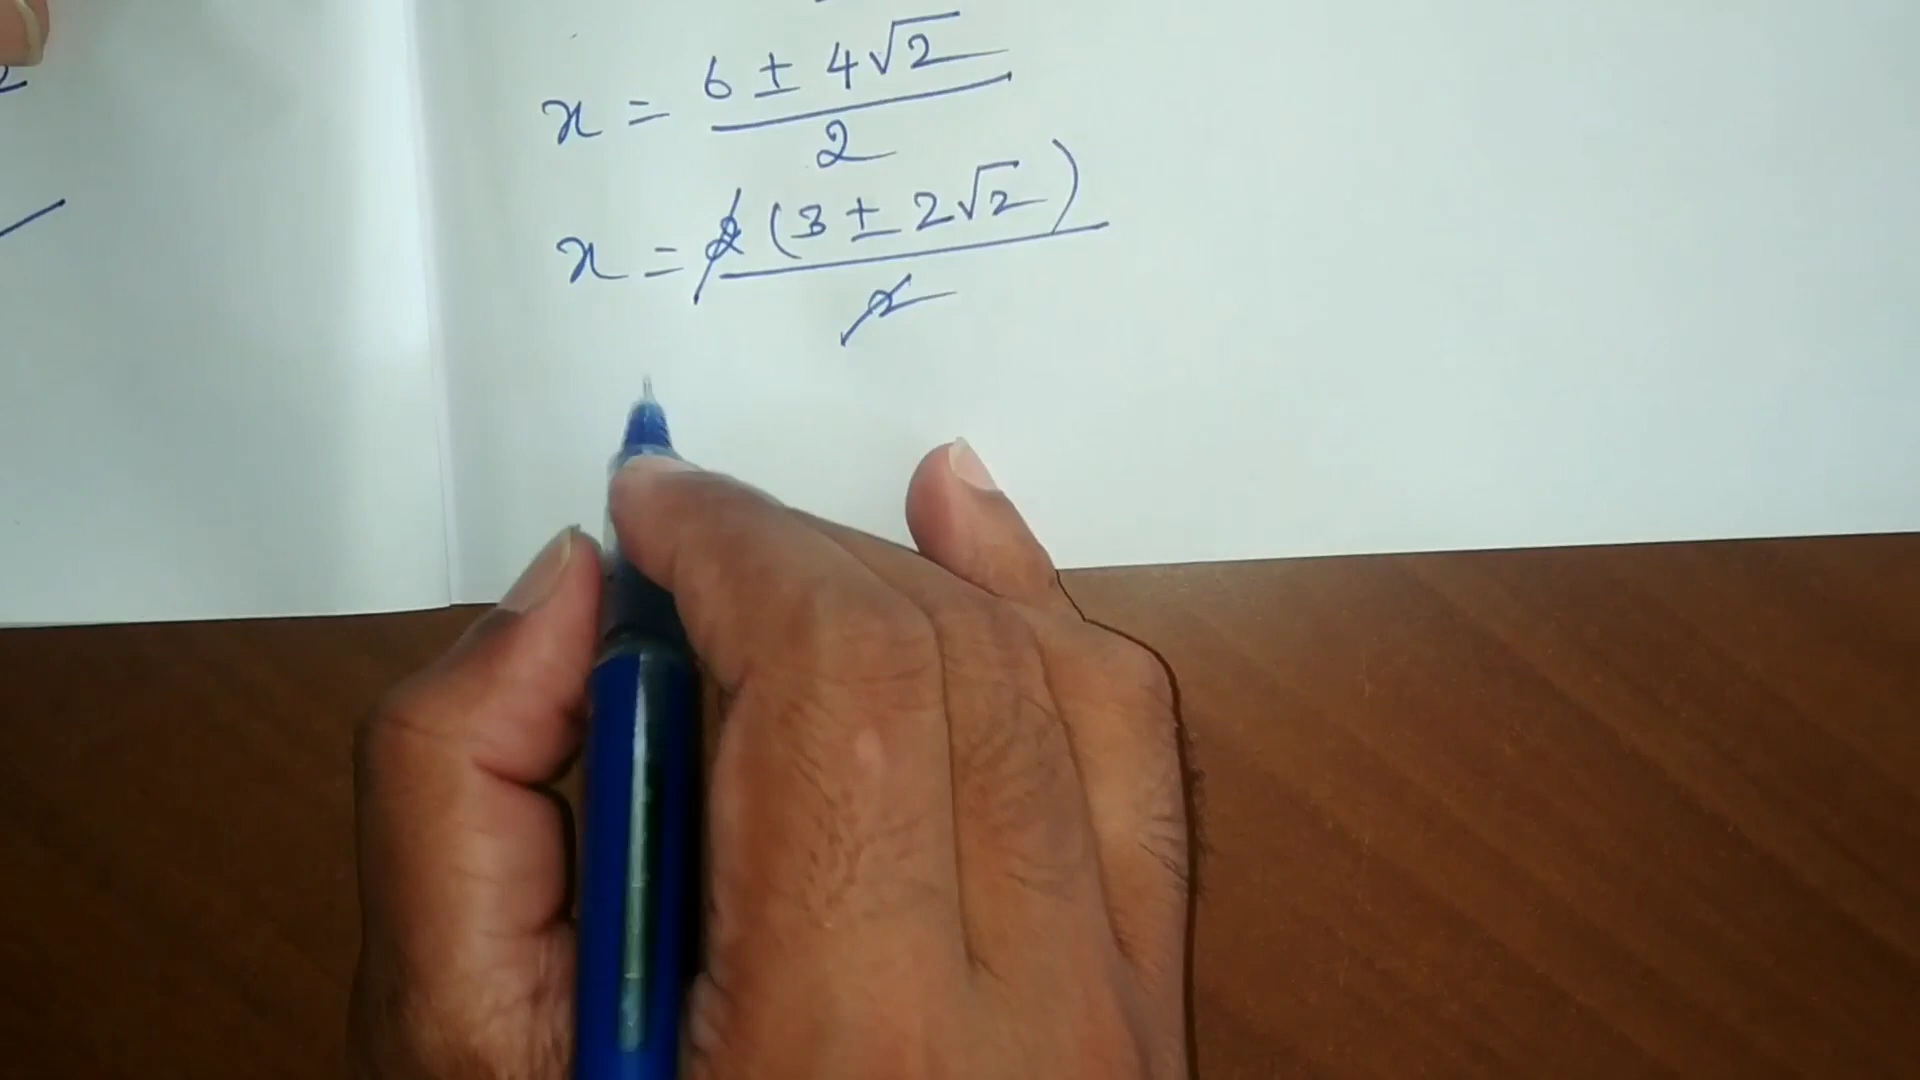 x = 6 ± 4√2 / 2
x = 2 (3 ± 2√2) / 2